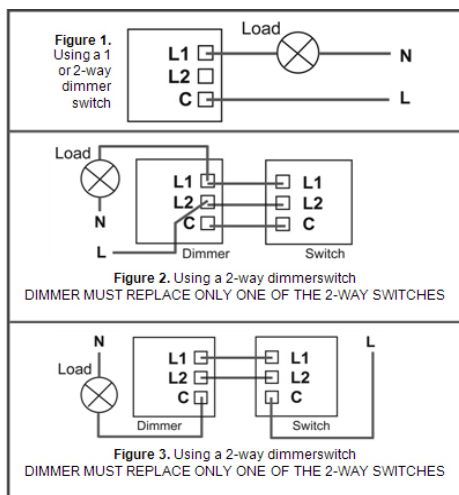 Figure 1.
Using a 1
or 2-way
dimmer
switch
Load
L1
L2
C
N
L
Load
N
L
L1
L2
C
Dimmer
L1
L2
C
Switch
Figure 2. Using a 2-way dimmerswitch
DIMMER MUST REPLACE ONLY ONE OF THE 2-WAY SWITCHES
N
Load
L1
L2
C
Dimmer
L1
L2
C
Switch
L
Figure 3. Using a 2-way dimmerswitch
DIMMER MUST REPLACE ONLY ONE OF THE 2-WAY SWITCHES